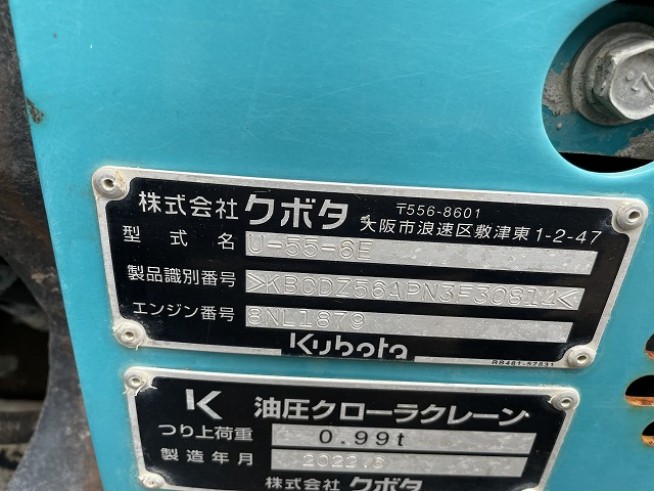 株式会社クボタ 〒556-8601
大阪市浪速区敷津東1-2-47
型式名 U-55-6E
製品識別番号 >KBCDZ56APN3F30814<
エンジン番号 8NL1879
Kubota
K 油圧クローラクレーン
つり上荷重 0.99t
製造年月 2022.
株式会社クボタ